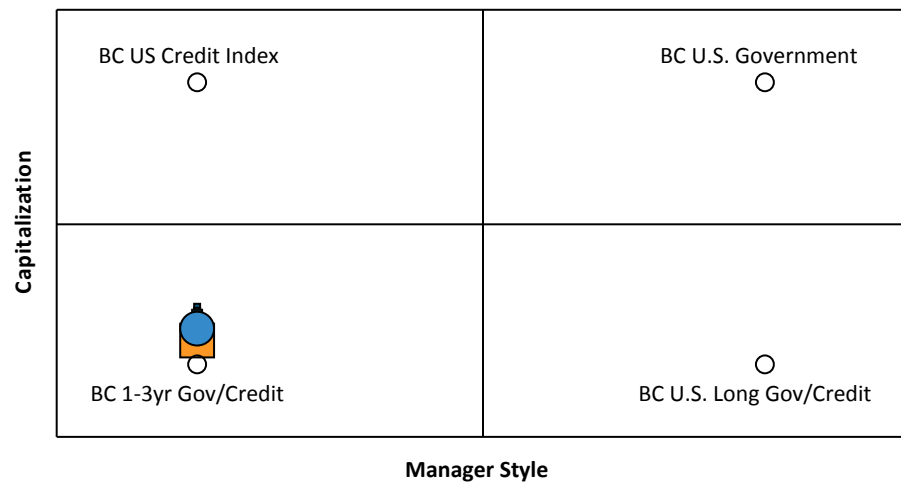 BC US Credit Index
BC U.S. Government
Capitalization
BC 1-3yr Gov/Credit
BC U.S. Long Gov/Credit
Manager Style